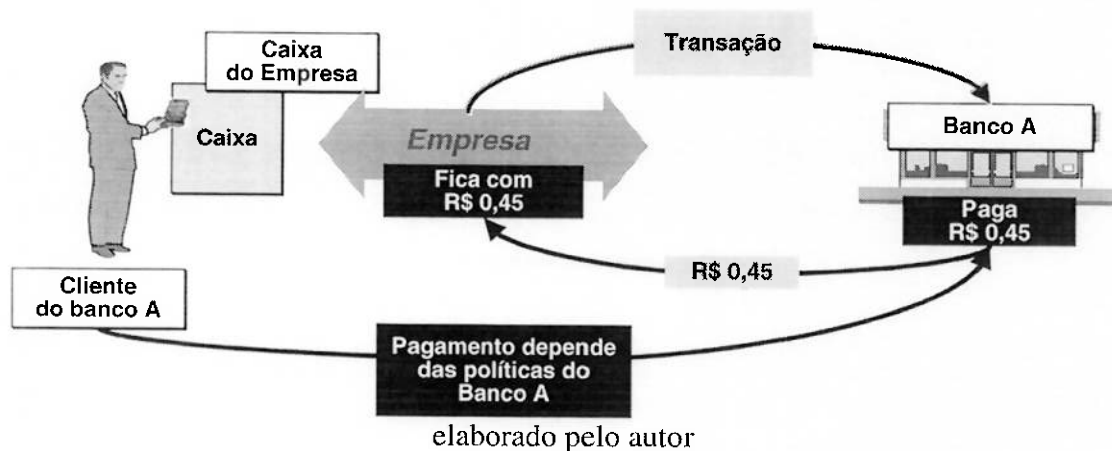 Transação
Caixa
do Empresa
Caixa
Empresa
Fica com
R$ 0,45
Banco A
Paga
R$ 0,45
R$ 0,45
Cliente
do banco A
Pagamento depende
das políticas do
Banco A
elaborado pelo autor